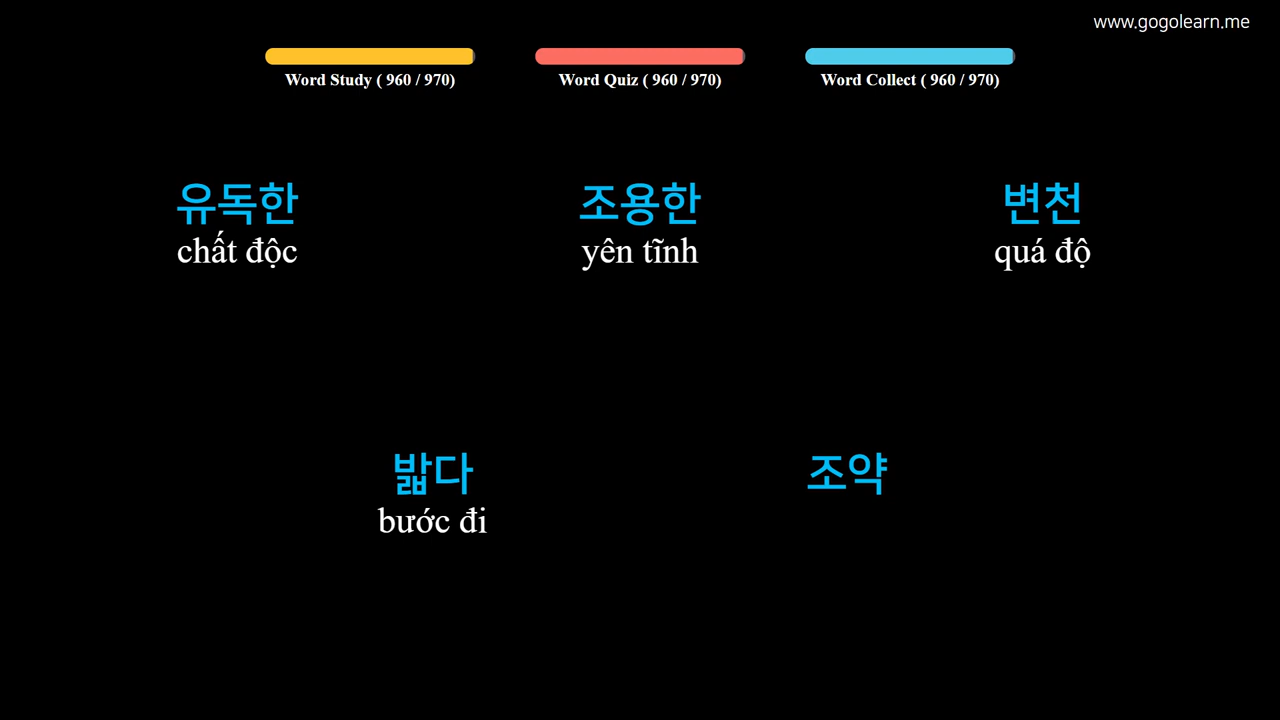 www.gogolearn.me
Word Study ( 960 / 970)
Word Quiz ( 960 / 970)
Word Collect ( 960 / 970)
유독한
chất độc
조용한
yên tĩnh
변천
quá độ
밟다
bước đi
조약